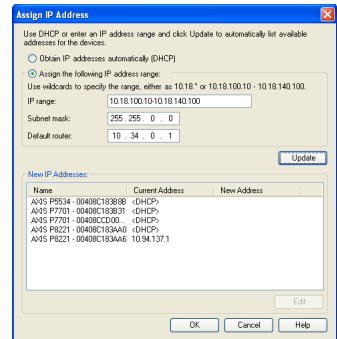 Assign IP Address
Use DHCP or enter an IP address range and click Update to automatically list available
addresses for the devices.
Obtain IP addresses automatically (DHCP)
Assign the following IP address range:
Use wildcards to specify the range, either as 10.18.* or 10.18.100.10 - 10.18.140.100.
IP range: 10.18.100.10-10.18.140.100
Subnet mask: 255 . 255 . 0 . 0
Default router: 10 . 34 . 0 . 1
Update
New IP Addresses:
Name Current Address New Address
AXIS P5534 - 00408C183B8B <DHCP>
AXIS P7701 - 00408C183B31 <DHCP>
AXIS P7701 - 00408CCD00... <DHCP>
AXIS P8221 - 00408C183AA0 <DHCP>
AXIS P8221 - 00408C183AA6 10.94.137.1
Edit
OK Cancel Help